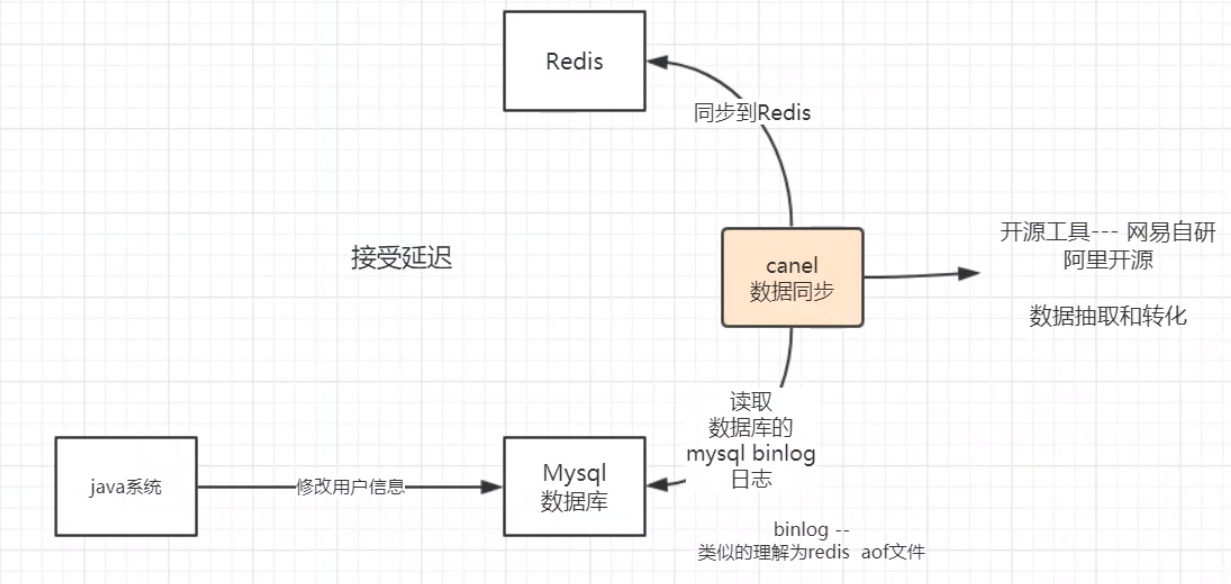 Redis
同步到Redis
接受延迟
canel
数据同步
开源工具--- 网易自研
阿里开源
数据抽取和转化
读取
数据库的
mysql binlog
日志
java系统
修改用户信息
Mysql
数据库
binlog --
类似的理解为redis  aof文件